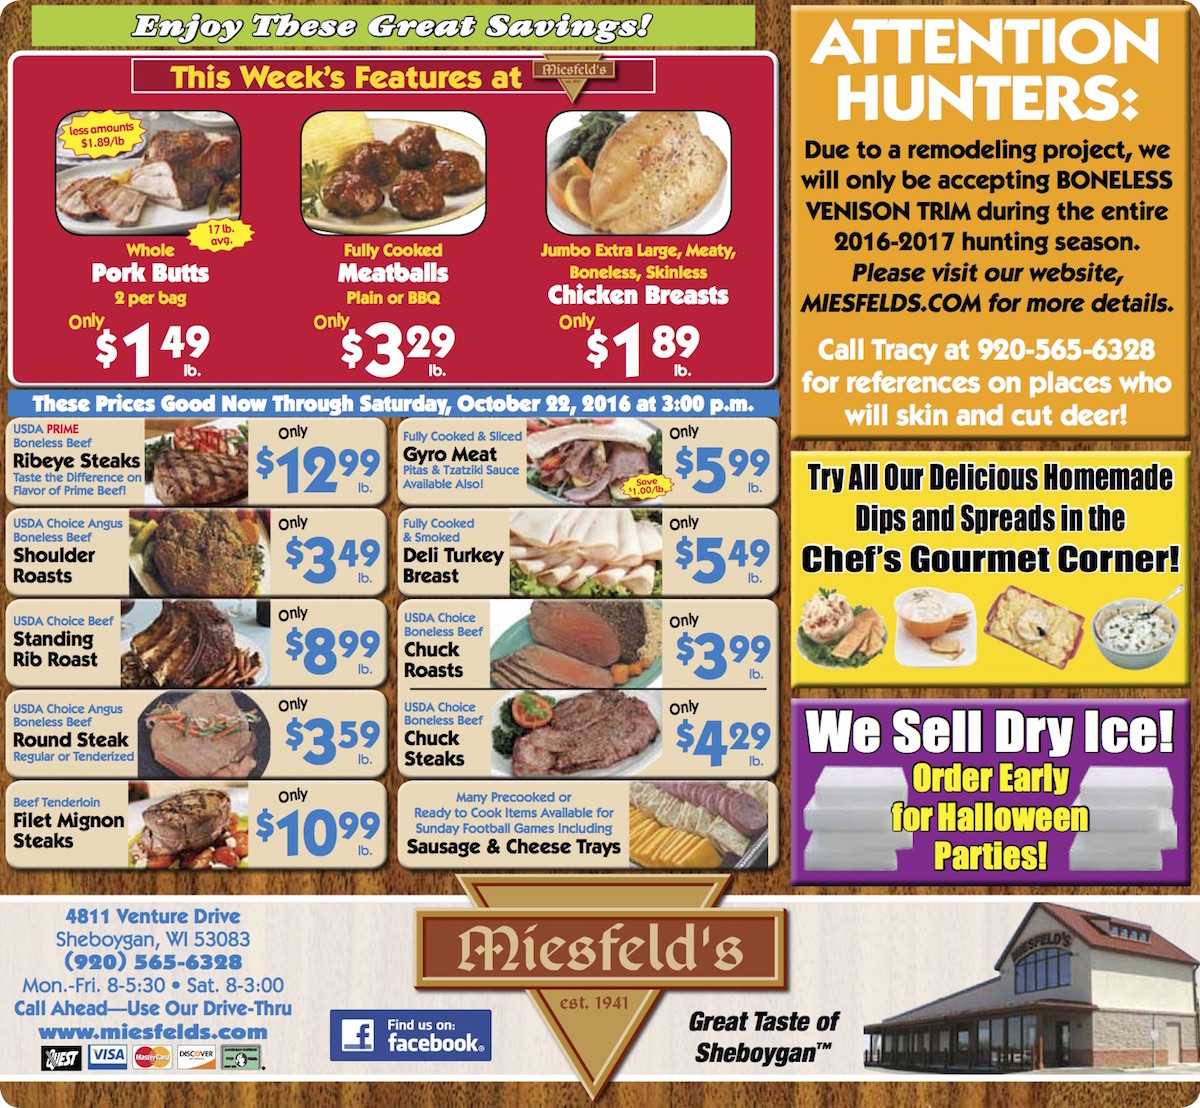 Enjoy These Great Savings!
This Week's Features at Miesfeld's
less amounts
$1.89/lb
17 lb.
avg.
Whole
Pork Butts
2 per bag
Only
$1 49
lb.
Fully Cooked
Meatballs
Plain or BBQ
Only
$3 29
lb.
Jumbo Extra Large, Meaty,
Boneless, Skinless
Chicken Breasts
Only
$1 89
lb.
These Prices Good Now Through Saturday, October 22, 2016 at 3:00 p.m.
USDA PRIME
Boneless Beef
Ribeye Steaks
Taste the Difference on
Flavor of Prime Beef!
Only
$12 99
lb.
USDA Choice Angus
Boneless Beef
Shoulder
Roasts
Only
$3 49
lb.
USDA Choice Beef
Standing
Rib Roast
Only
$8 99
lb.
USDA Choice Angus
Boneless Beef
Round Steak
Regular or Tenderized
Only
$3 59
lb.
Beef Tenderloin
Filet Mignon
Steaks
Only
$10 99
lb.
Fully Cooked & Sliced
Gyro Meat
Pitas & Tzatziki Sauce
Available Also!
Save
$1.00/lb.
Only
$5 99
lb.
Fully Cooked
& Smoked
Deli Turkey
Breast
Only
$5 49
lb.
USDA Choice
Boneless Beef
Chuck
Roasts
Only
$3 99
lb.
USDA Choice
Boneless Beef
Chuck
Steaks
Only
$4 29
lb.
Many Precooked or
Ready to Cook Items Available for
Sunday Football Games Including
Sausage & Cheese Trays
ATTENTION
HUNTERS:
Due to a remodeling project, we
will only be accepting BONELESS
VENISON TRIM during the entire
2016-2017 hunting season.
Please visit our website,
MIESFELDS.COM for more details.
Call Tracy at 920-565-6328
for references on places who
will skin and cut deer!
Try All Our Delicious Homemade
Dips and Spreads in the
Chef's Gourmet Corner!
We Sell Dry Ice!
Order Early
for Halloween
Parties!
4811 Venture Drive
Sheboygan, WI 53083
(920) 565-6328
Mon.-Fri. 8-5:30 • Sat. 8-3:00
Call Ahead—Use Our Drive-Thru
www.miesfelds.com
QUEST
VISA
MasterCard
DISCOVER
Find us on:
facebook®
Miesfeld's
est. 1941
Great Taste of
Sheboygan™
MIESFELD'S